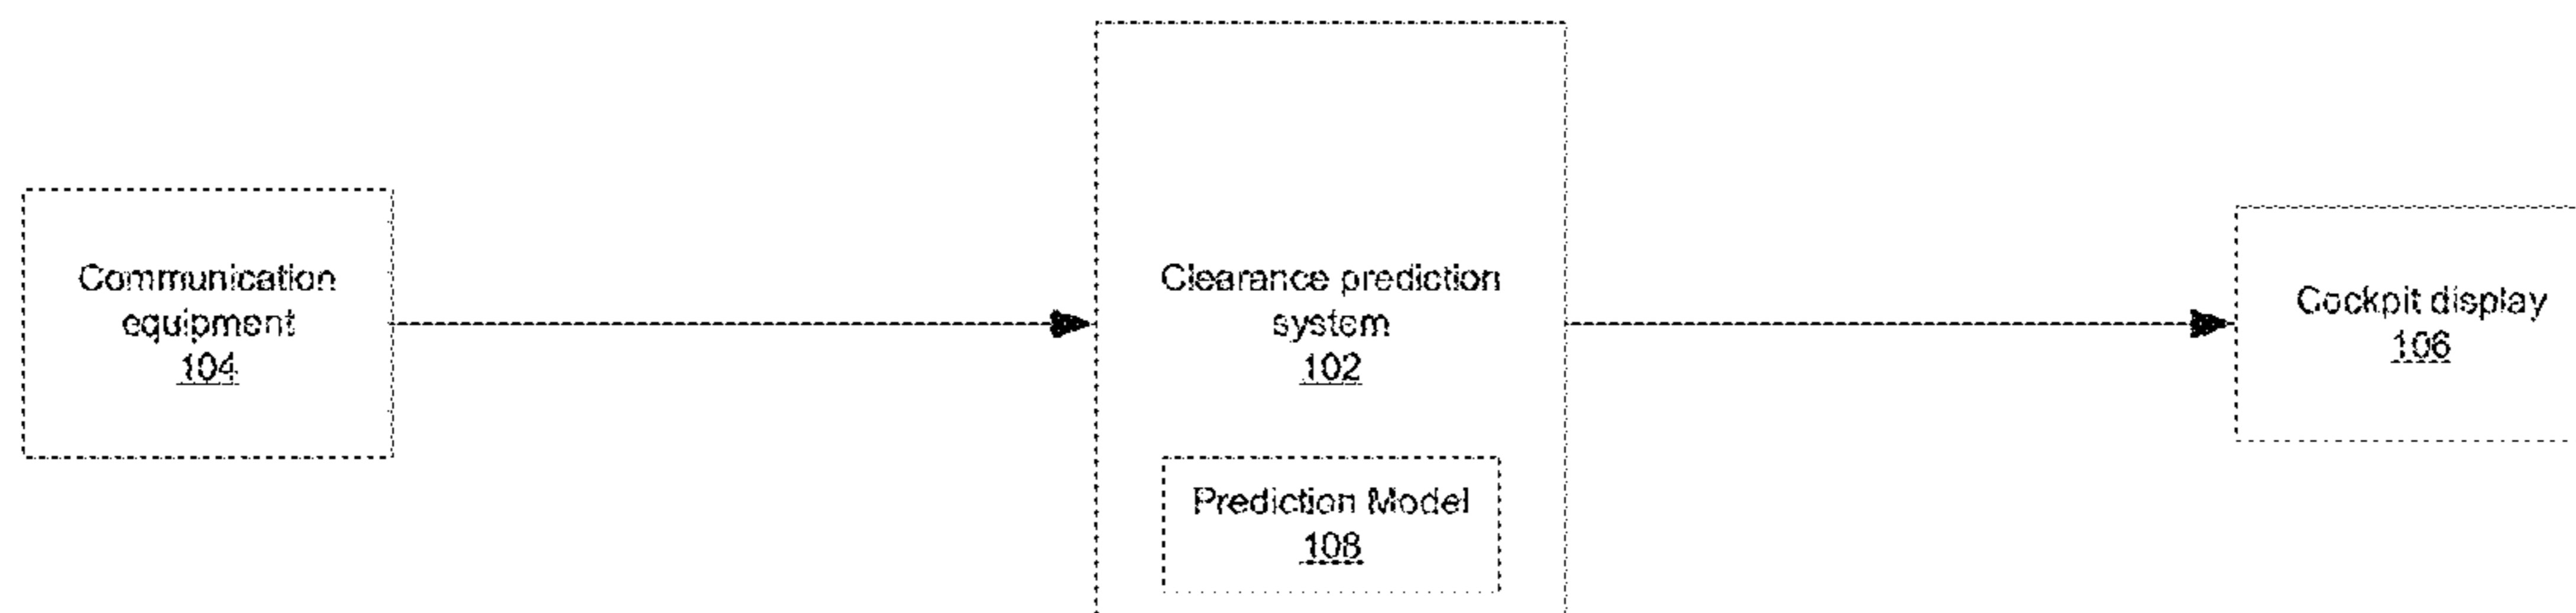 Communication
equipment
104
Clearance prediction
system
102
Prediction Model
108
Cockpit display
106